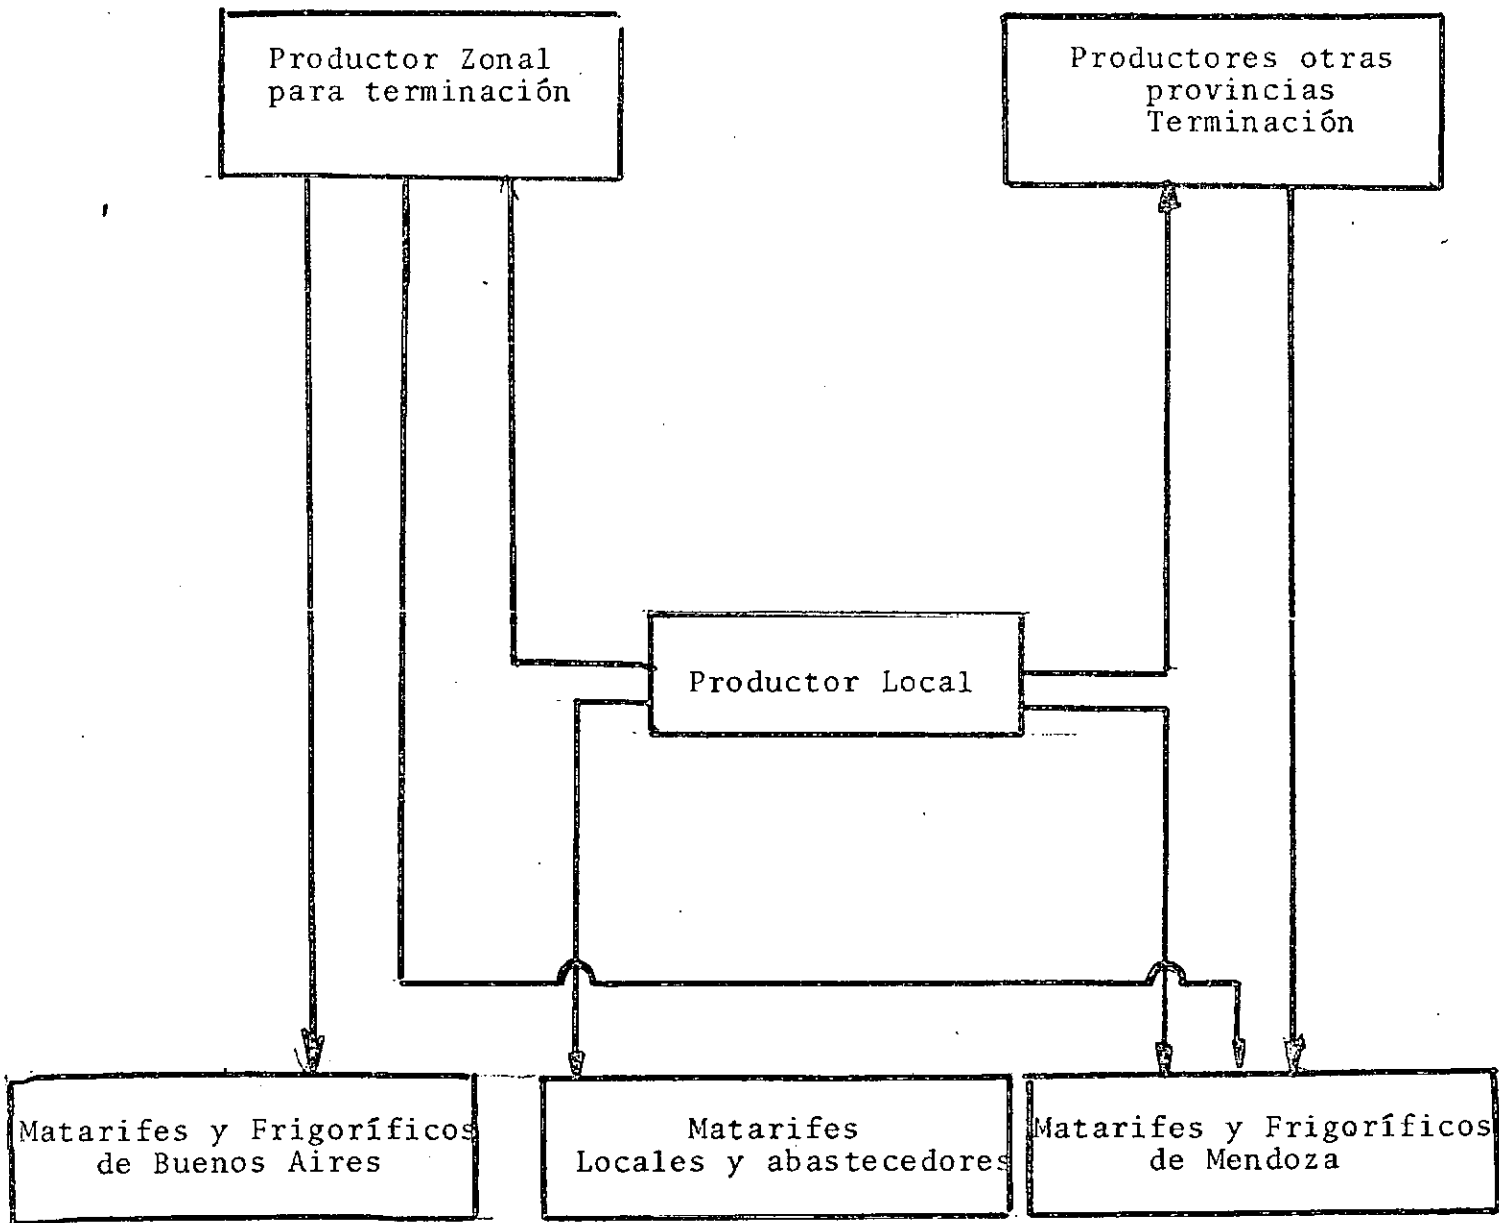 Productor Zonal
para terminación
Productores otras
provincias
Terminación
Productor Local
Matarifes y Frigoríficos
de Buenos Aires
Matarifes
Locales y abastecedores
Matarifes y Frigoríficos
de Mendoza